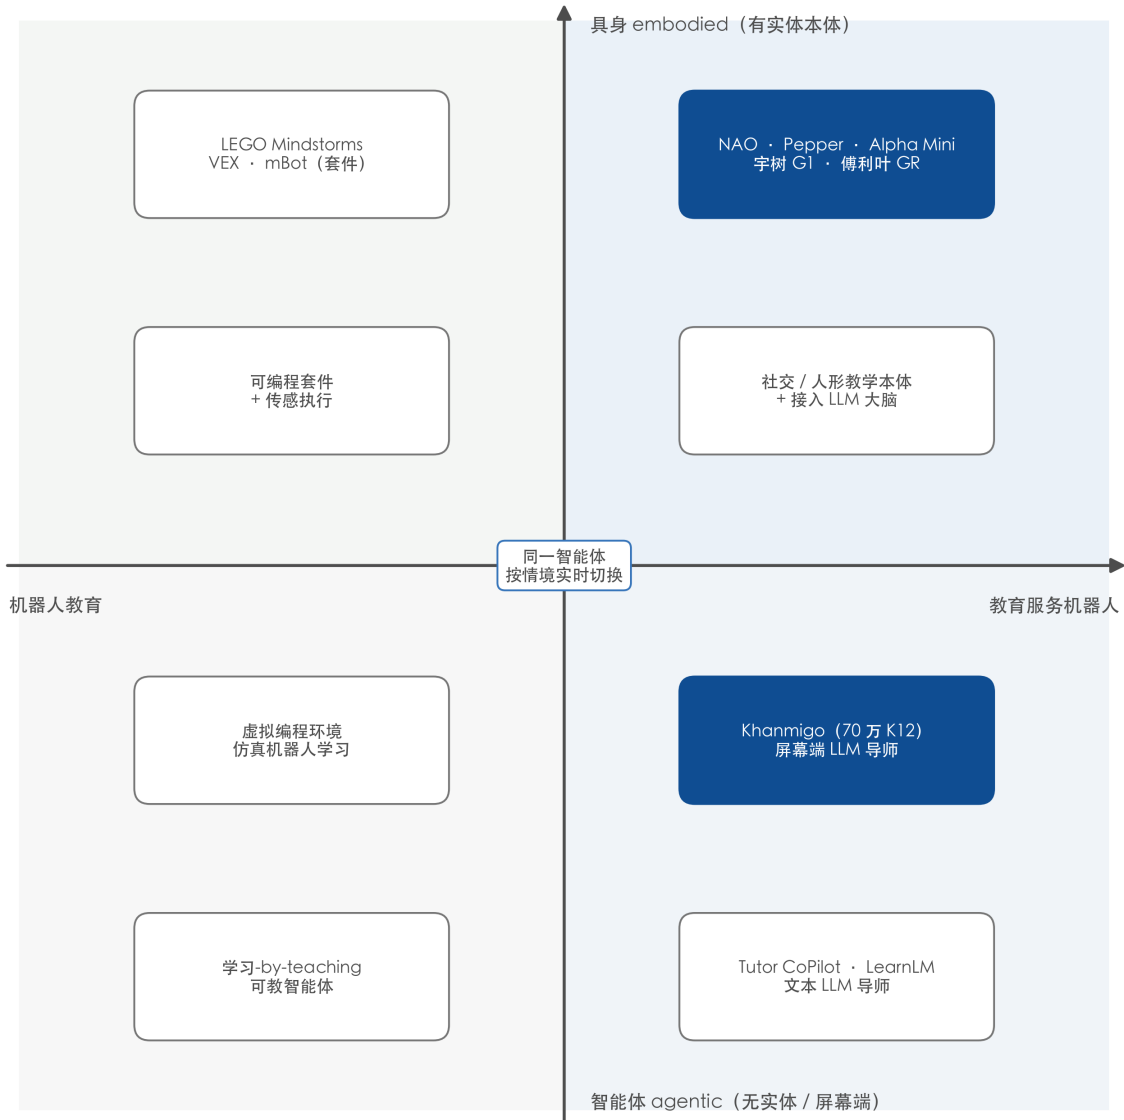 具身 embodied（有实体本体）
LEGO Mindstorms
VEX · mBot（套件）
NAO · Pepper · Alpha Mini
宇树 G1 · 傅利叶 GR
可编程套件
+ 传感执行
社交 / 人形教学本体
+ 接入 LLM 大脑
同一智能体
按情境实时切换
机器人教育
教育服务机器人
虚拟编程环境
仿真机器人学习
Khanmigo（70 万 K12）
屏幕端 LLM 导师
学习-by-teaching
可教智能体
Tutor CoPilot · LearnLM
文本 LLM 导师
智能体 agentic（无实体 / 屏幕端）